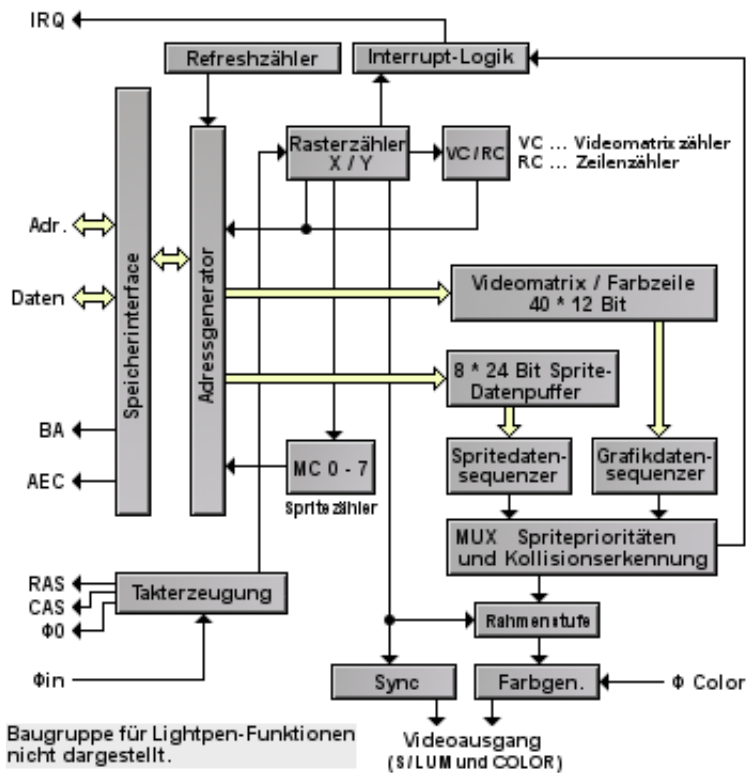 IRQ
Refreshzähler
Interrupt-Logik
Rasterzähler
X / Y
VC / RC
VC ... Videomatrixzähler
RC ... Zeilenzähler
Adr.
Daten
Speicherinterface
Adressgenerator
Videomatrix / Farbzeile
40 * 12 Bit
8 * 24 Bit Sprite-
Datenpuffer
BA
AEC
MC 0 - 7
Spritezähler
Spritedaten-
sequenzer
Grafikdaten-
sequenzer
MUX Spriteprioritäten
und Kollisionserkennung
RAS
CAS
Φ0
Takterzeugung
Rahmenstufe
Φin
Sync
Farbgen.
Φ Color
Baugruppe für Lightpen-Funktionen
nicht dargestellt.
Videoausgang
(S/LUM und COLOR)